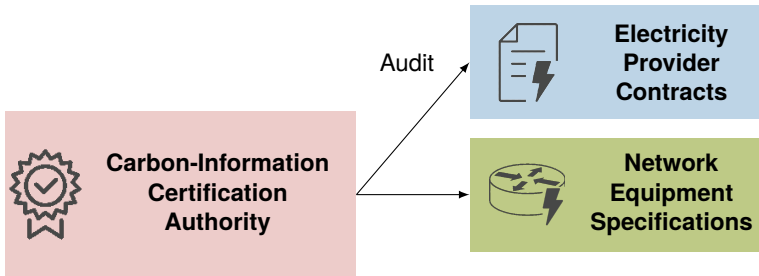 Carbon-Information
Certification
Authority
Audit
Electricity
Provider
Contracts
Network
Equipment
Specifications